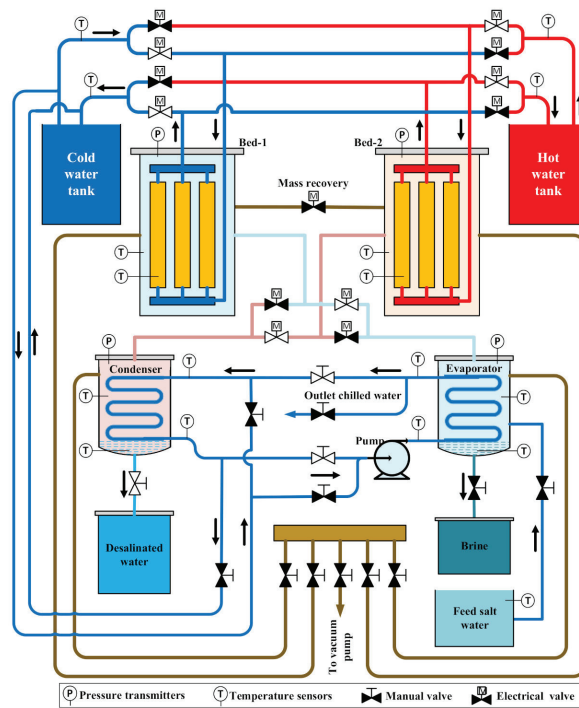 M
M
T
T
M
M
T
M
M
T
M
M
T
P
Bed-1
Bed-2
P
Cold
water
tank
Hot
water
tank
Mass recovery
M
T
T
T
T
M
M
M
M
P
Condenser
T
T
Evaporator
P
T
T
Outlet chilled water
T
T
Pump
T
T
T
Desalinated
water
Brine
Feed salt
water
T
To vacuum
pump
P Pressure transmitters
T Temperature sensors
Manual valve
M Electrical valve